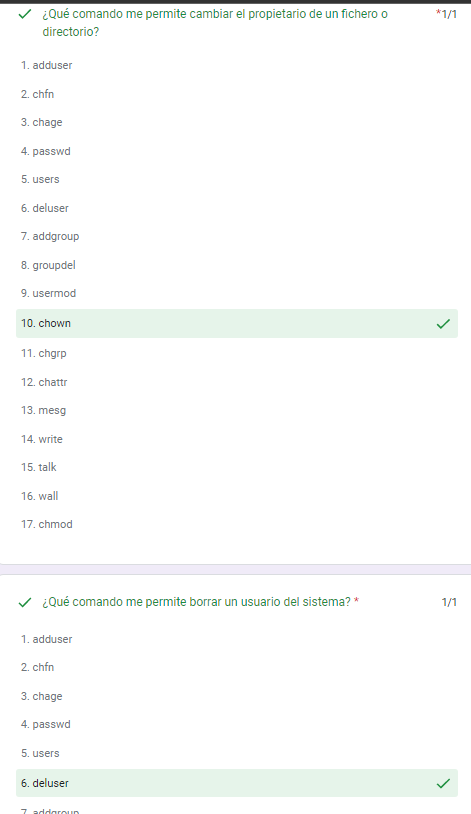 ¿Qué comando me permite cambiar el propietario de un fichero o
directorio?
*1/1
1. adduser
2. chfn
3. chage
4. passwd
5. users
6. deluser
7. addgroup
8. groupdel
9. usermod
10. chown
11. chgrp
12. chattr
13. mesg
14. write
15. talk
16. wall
17. chmod
¿Qué comando me permite borrar un usuario del sistema? *
1/1
1. adduser
2. chfn
3. chage
4. passwd
5. users
6. deluser
7. addgroup